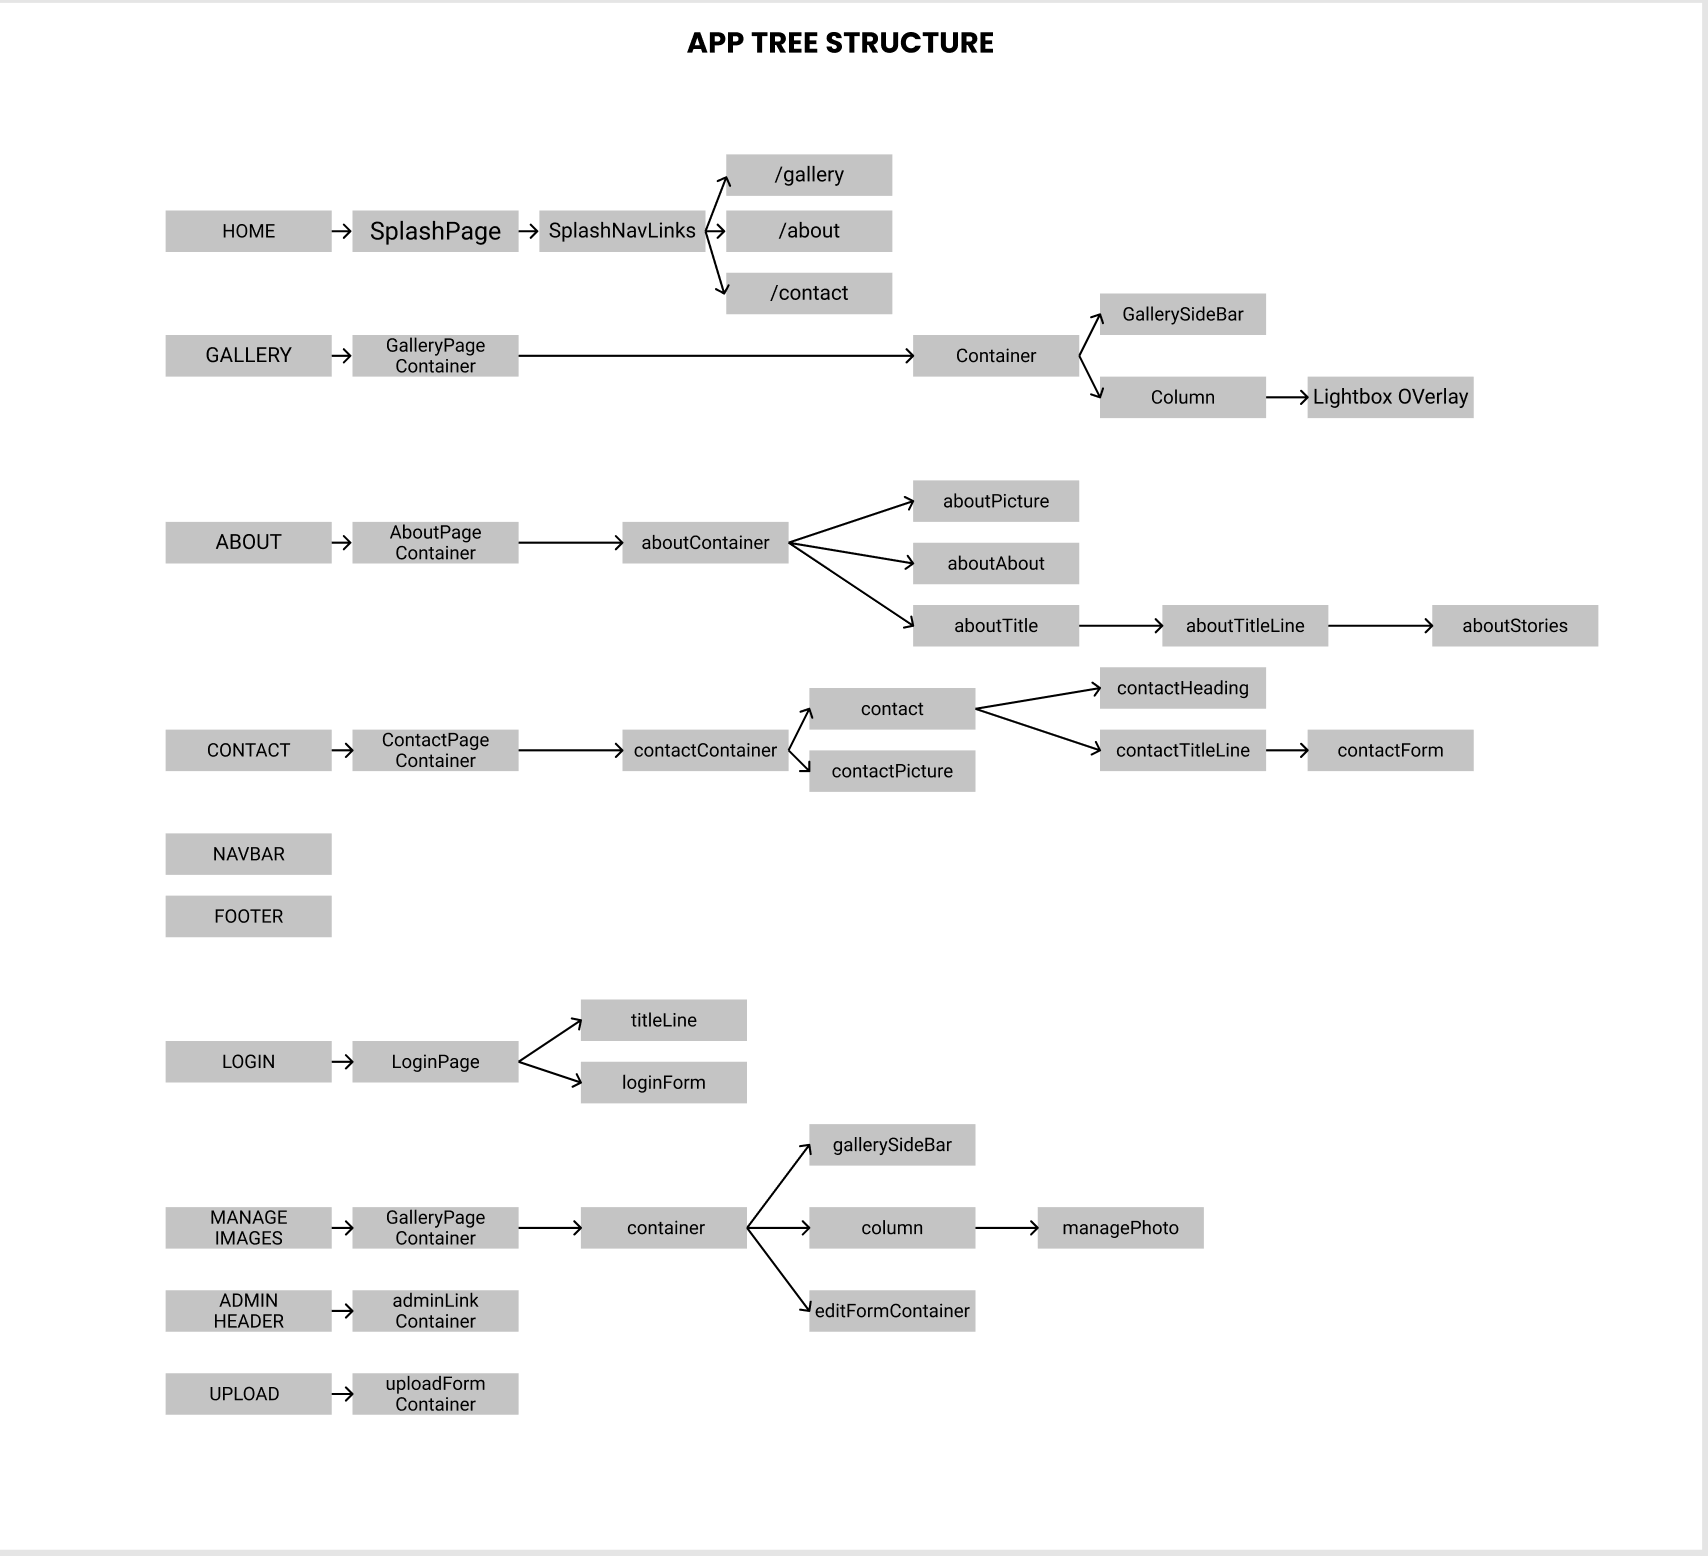 APP TREE STRUCTURE
/gallery
HOME
SplashPage
SplashNavLinks
/about
/contact
GallerySideBar
GALLERY
GalleryPage
Container
Container
Column
Lightbox OVerlay
aboutPicture
ABOUT
AboutPage
Container
aboutContainer
aboutAbout
aboutTitle
aboutTitleLine
aboutStories
contactHeading
contact
CONTACT
ContactPage
Container
contactContainer
contactTitleLine
contactForm
contactPicture
NAVBAR
FOOTER
titleLine
LOGIN
LoginPage
loginForm
gallerySideBar
MANAGE
IMAGES
GalleryPage
Container
container
column
managePhoto
ADMIN
HEADER
adminLink
Container
editFormContainer
UPLOAD
uploadForm
Container